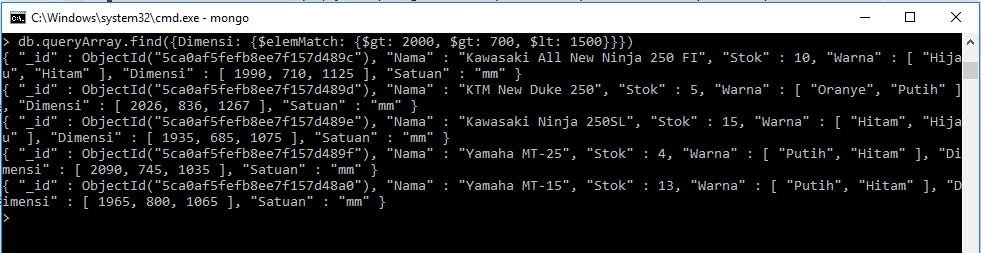 C:\Windows\system32\cmd.exe - mongo
> db.queryArray.find({Dimensi: {$elemMatch: {$gt: 2000, $gt: 700, $lt: 1500}}})
{ "_id" : ObjectId("5ca0af5fefb8ee7f157d489c"), "Nama" : "Kawasaki All New Ninja 250 FI", "Stok" : 10, "Warna" : [ "Hija
u", "Hitam" ], "Dimensi" : [ 1990, 710, 1125 ], "Satuan" : "mm" }
{ "_id" : ObjectId("5ca0af5fefb8ee7f157d489d"), "Nama" : "KTM New Duke 250", "Stok" : 5, "Warna" : [ "Oranye", "Putih" ]
, "Dimensi" : [ 2026, 836, 1267 ], "Satuan" : "mm" }
{ "_id" : ObjectId("5ca0af5fefb8ee7f157d489e"), "Nama" : "Kawasaki Ninja 250SL", "Stok" : 15, "Warna" : [ "Hitam", "Hija
u" ], "Dimensi" : [ 1935, 685, 1075 ], "Satuan" : "mm" }
{ "_id" : ObjectId("5ca0af5fefb8ee7f157d489f"), "Nama" : "Yamaha MT-25", "Stok" : 4, "Warna" : [ "Putih", "Hitam" ], "Di
mensi" : [ 2090, 745, 1035 ], "Satuan" : "mm" }
{ "_id" : ObjectId("5ca0af5fefb8ee7f157d48a0"), "Nama" : "Yamaha MT-15", "Stok" : 13, "Warna" : [ "Putih", "Hitam" ], "D
imensi" : [ 1965, 800, 1065 ], "Satuan" : "mm" }
>